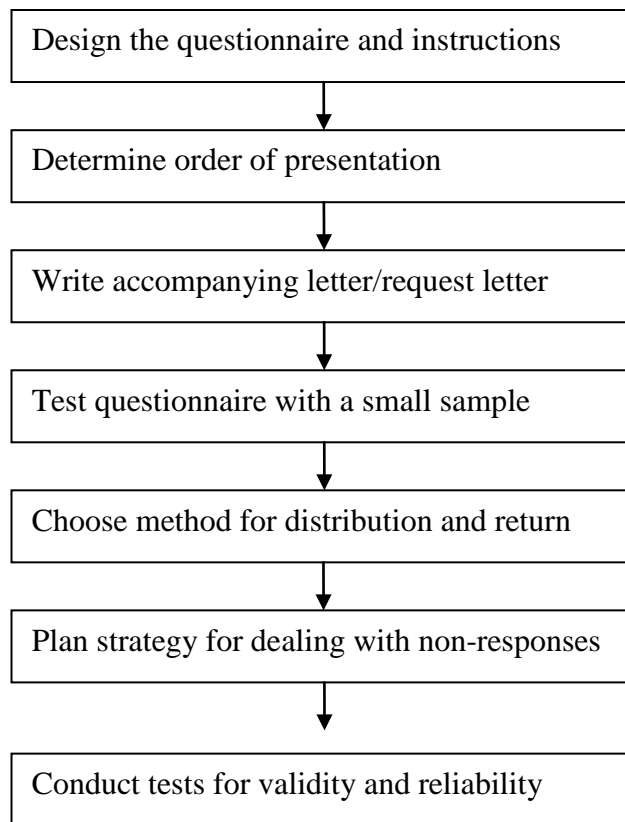 Design the questionnaire and instructions
Determine order of presentation
Write accompanying letter/request letter
Test questionnaire with a small sample
Choose method for distribution and return
Plan strategy for dealing with non-responses
Conduct tests for validity and reliability